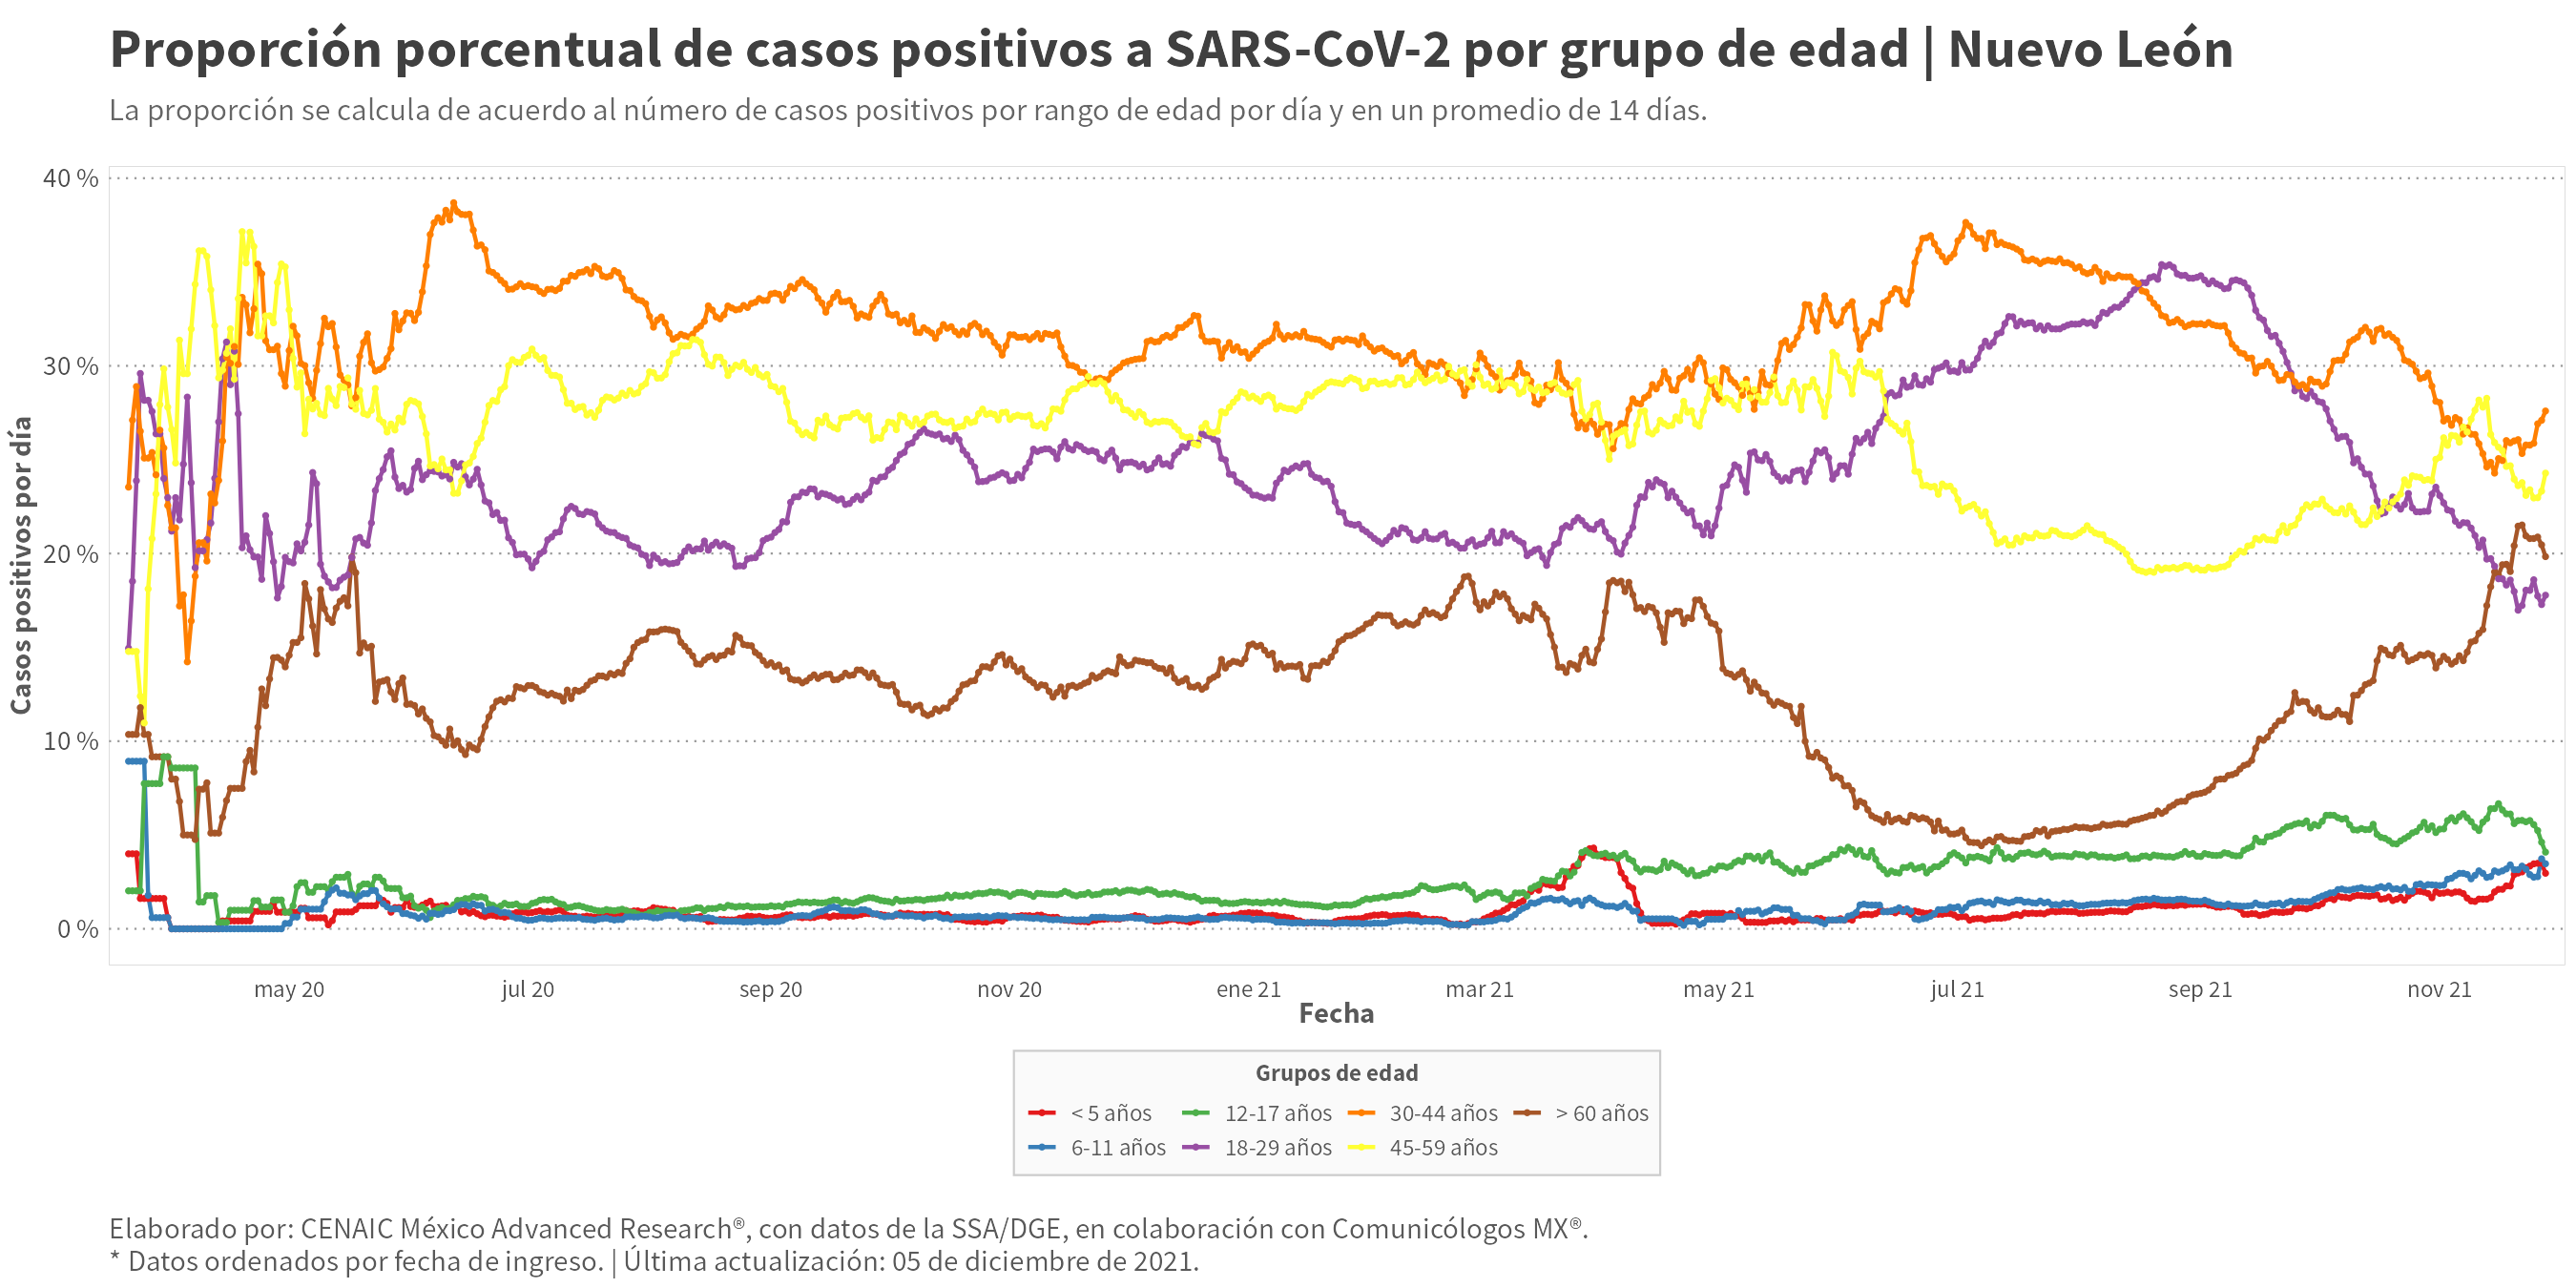 Proporción porcentual de casos positivos a SARS-CoV-2 por grupo de edad | Nuevo León
La proporción se calcula de acuerdo al número de casos positivos por rango de edad por día y en un promedio de 14 días.
40 %
30 %
20 %
10 %
0 %
Casos positivos por día
may 20
jul 20
sep 20
nov 20
ene 21
mar 21
may 21
jul 21
sep 21
nov 21
Fecha
Grupos de edad
< 5 años
12-17 años
30-44 años
> 60 años
6-11 años
18-29 años
45-59 años
Elaborado por: CENAIC México Advanced Research®, con datos de la SSA/DGE, en colaboración con Comunicólogos MX®.
* Datos ordenados por fecha de ingreso. | Última actualización: 05 de diciembre de 2021.